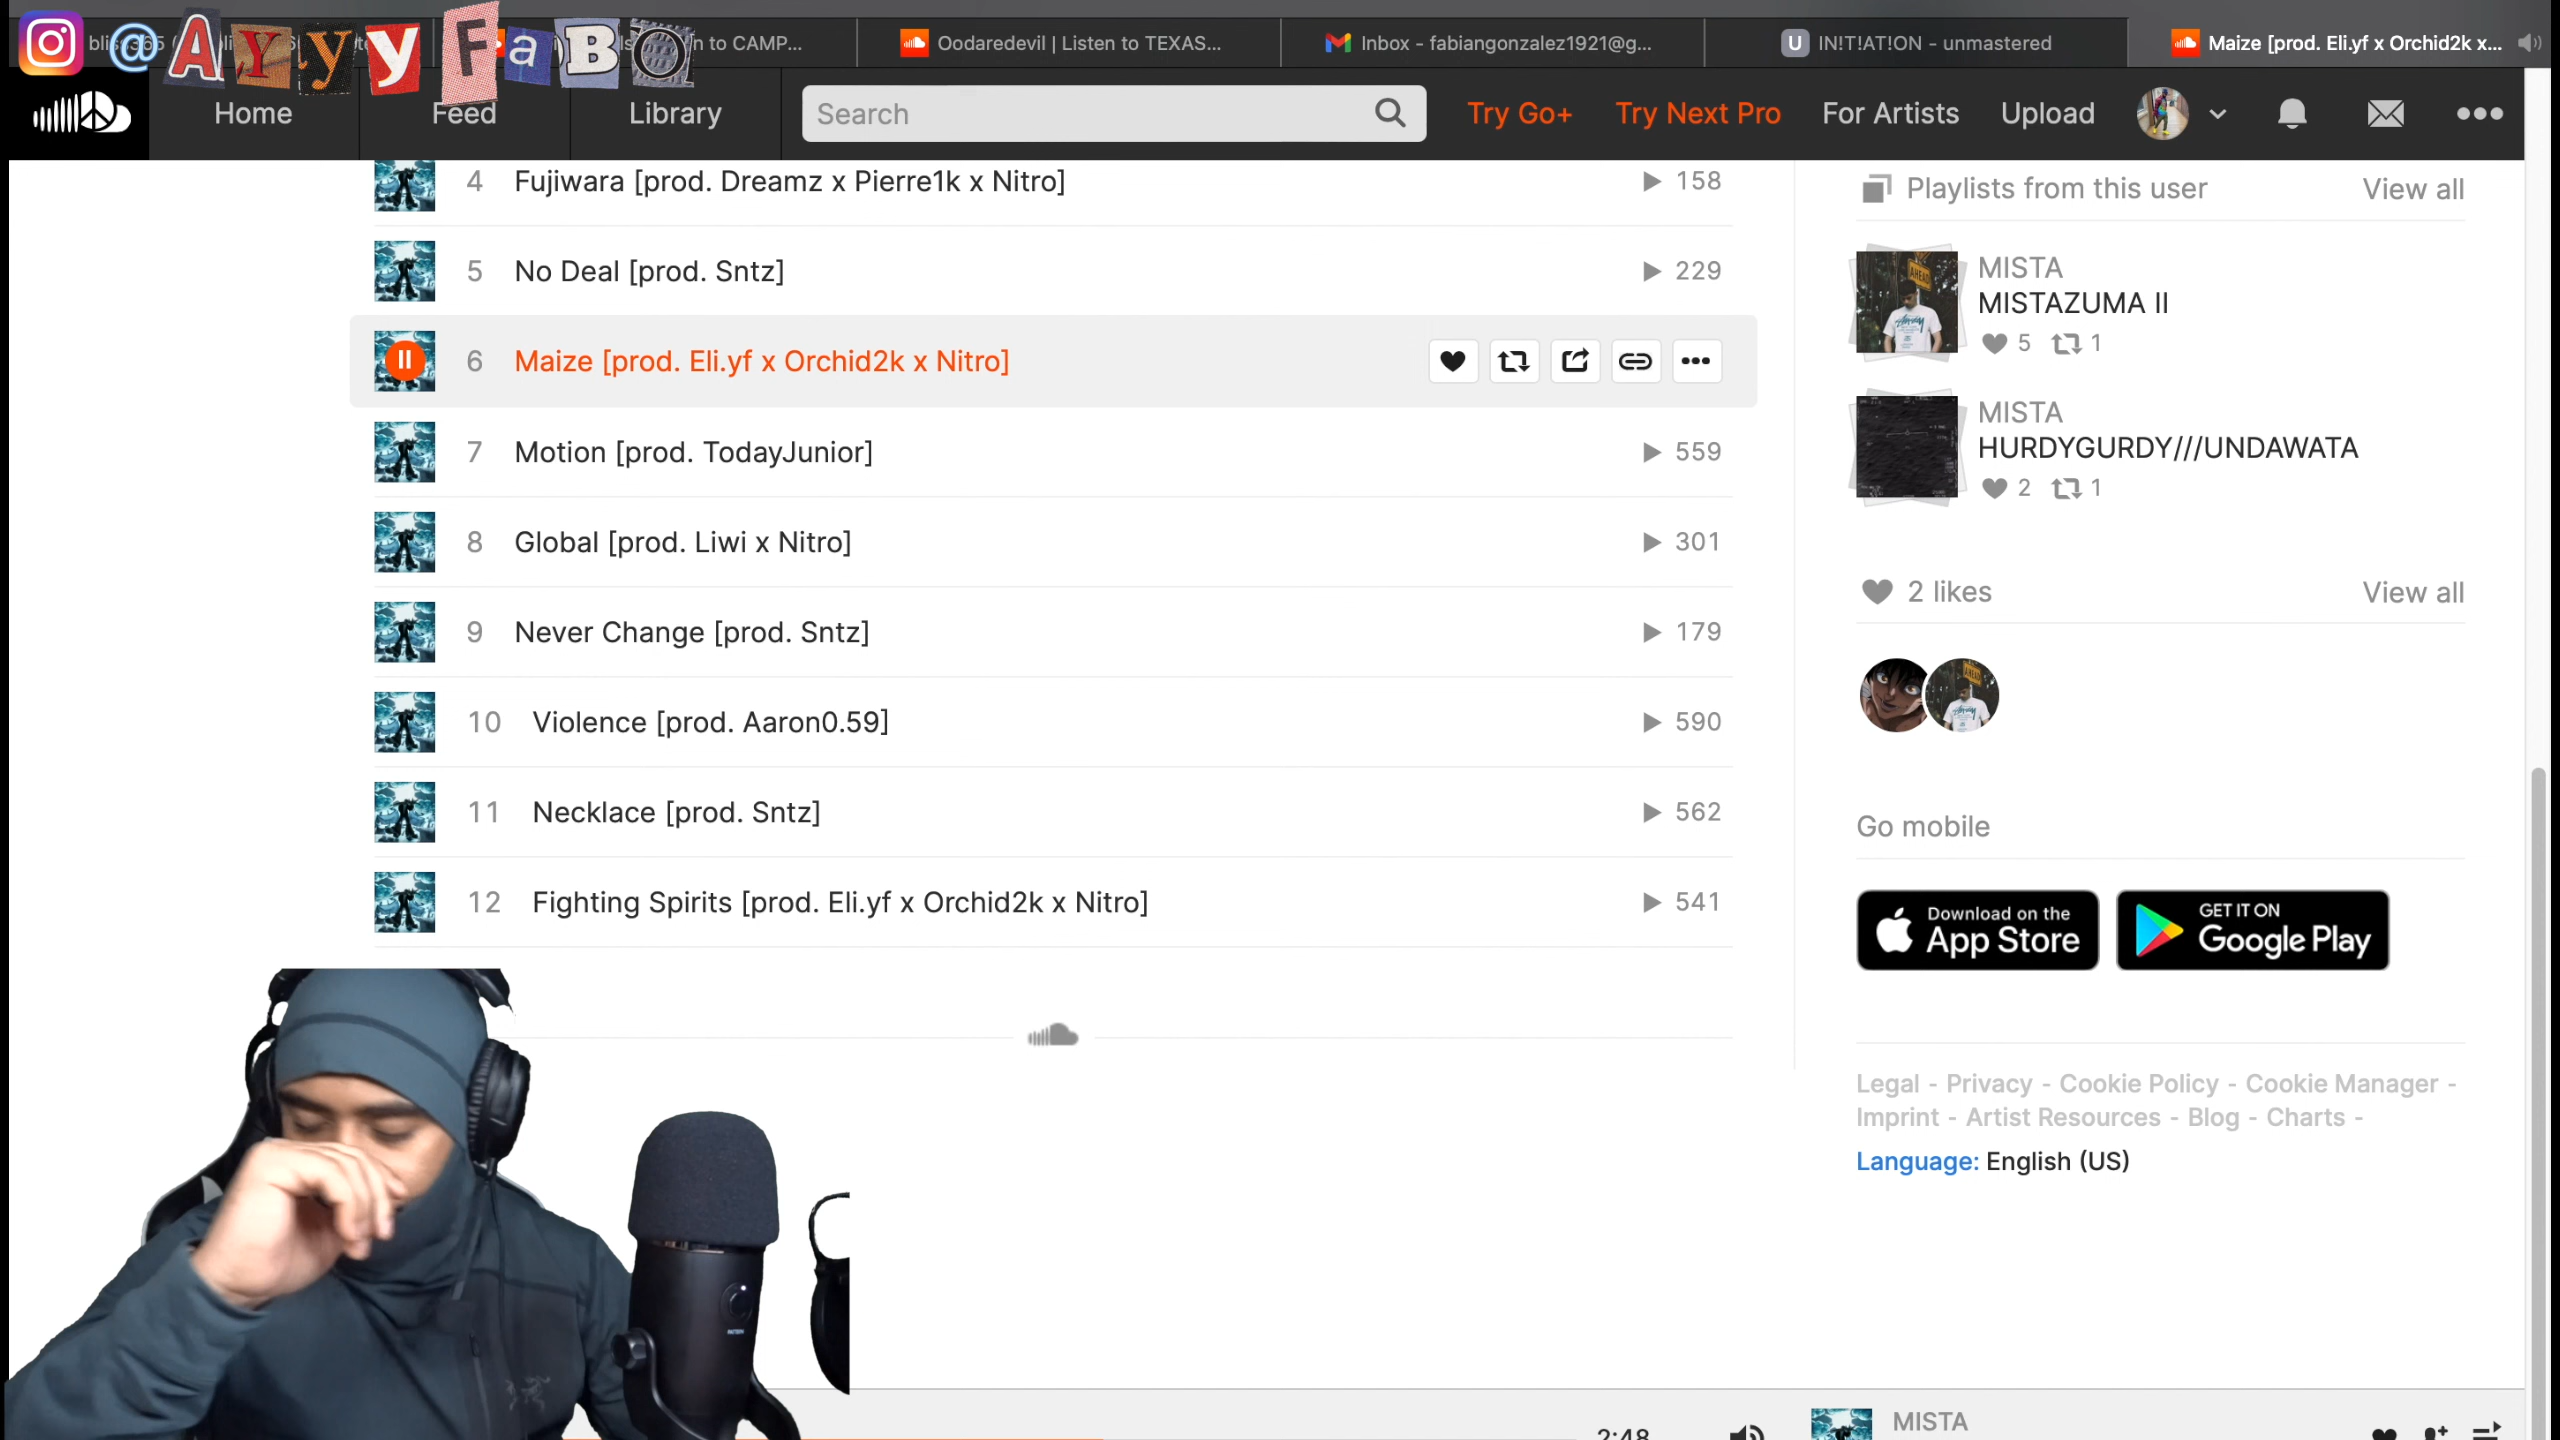 @AYyyFaBO
n to CAMP...
Oodaredevil | Listen to TEXAS...
Inbox - fabiangonzalez1921@g...
U IN!T!AT!ON - unmastered
Maize [prod. Eli.yf x Orchid2k x...
Home
Feed
Library
Search
Try Go+
Try Next Pro
For Artists
Upload
4 Fujiwara [prod. Dreamz x Pierre1k x Nitro] 158
5 No Deal [prod. Sntz] 229
6 Maize [prod. Eli.yf x Orchid2k x Nitro]
7 Motion [prod. TodayJunior] 559
8 Global [prod. Liwi x Nitro] 301
9 Never Change [prod. Sntz] 179
10 Violence [prod. Aaron0.59] 590
11 Necklace [prod. Sntz] 562
12 Fighting Spirits [prod. Eli.yf x Orchid2k x Nitro] 541
Playlists from this user View all
MISTA
MISTAZUMA II
5 1
MISTA
HURDYGURDY///UNDAWATA
2 1
2 likes View all
Go mobile
Download on the
App Store
GET IT ON
Google Play
Legal - Privacy - Cookie Policy - Cookie Manager -
Imprint - Artist Resources - Blog - Charts -
Language: English (US)
2:48
MISTA